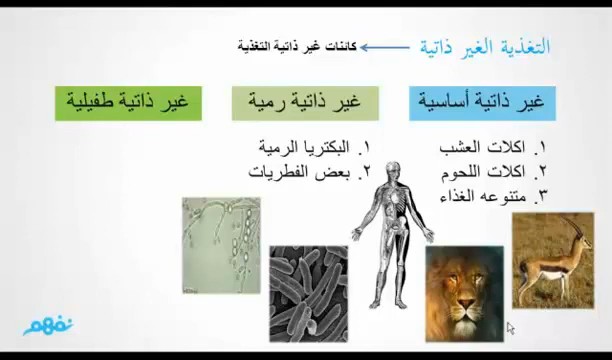 التغذية الغير ذاتية
كائنات غير ذاتية التغذية
غير ذاتية أساسية
غير ذاتية رمية
غير ذاتية طفيلية
١. اكلات العشب
٢. اكلات اللحوم
٣. متنوعه الغذاء
١. البكتريا الرمية
٢. بعض الفطريات
نفهم